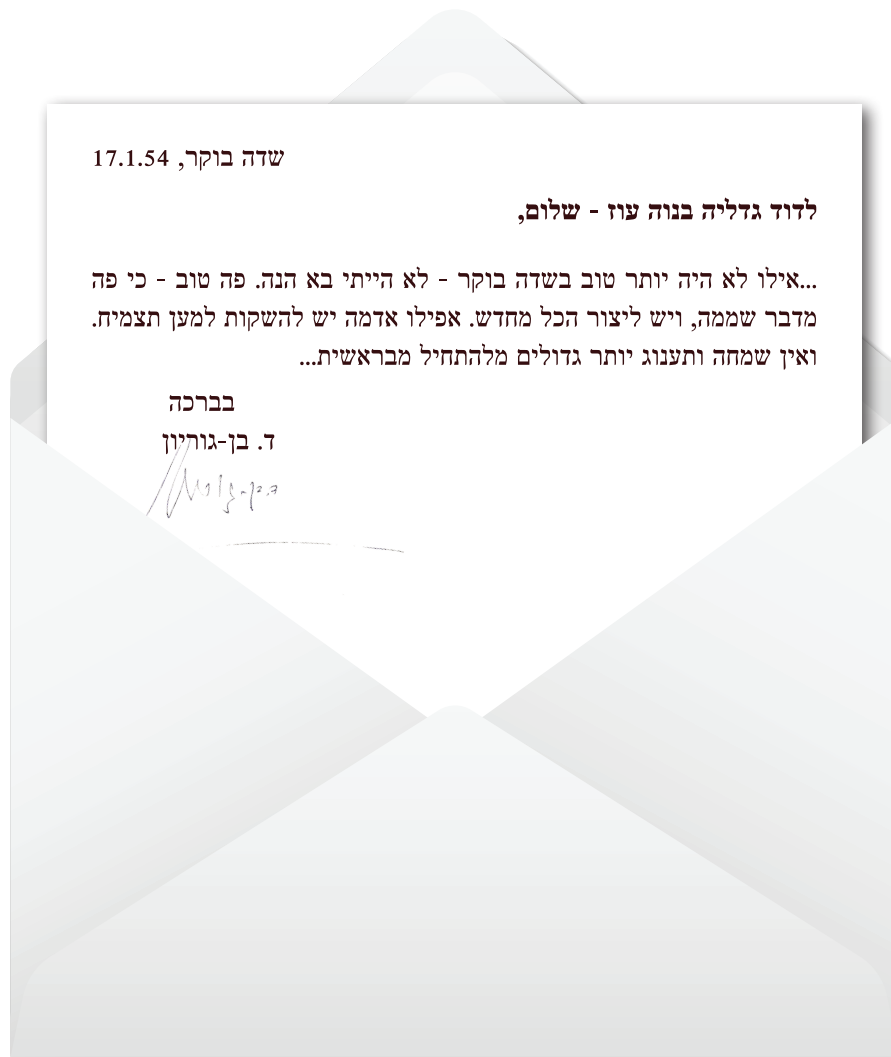 שדה בוקר, 17.1.54
לדוד גדליה בנוה עוז - שלום,
...אילו לא היה יותר טוב בשדה בוקר - לא הייתי בא הנה. פה טוב - כי פה
מדבר שממה, ויש ליצור הכל מחדש. אפילו אדמה יש להשקות למען תצמיח.
ואין שמחה ותענוג יותר גדולים מלהתחיל מבראשית...
בברכה
ד. בן-גוריון
ד. בן-גוריון